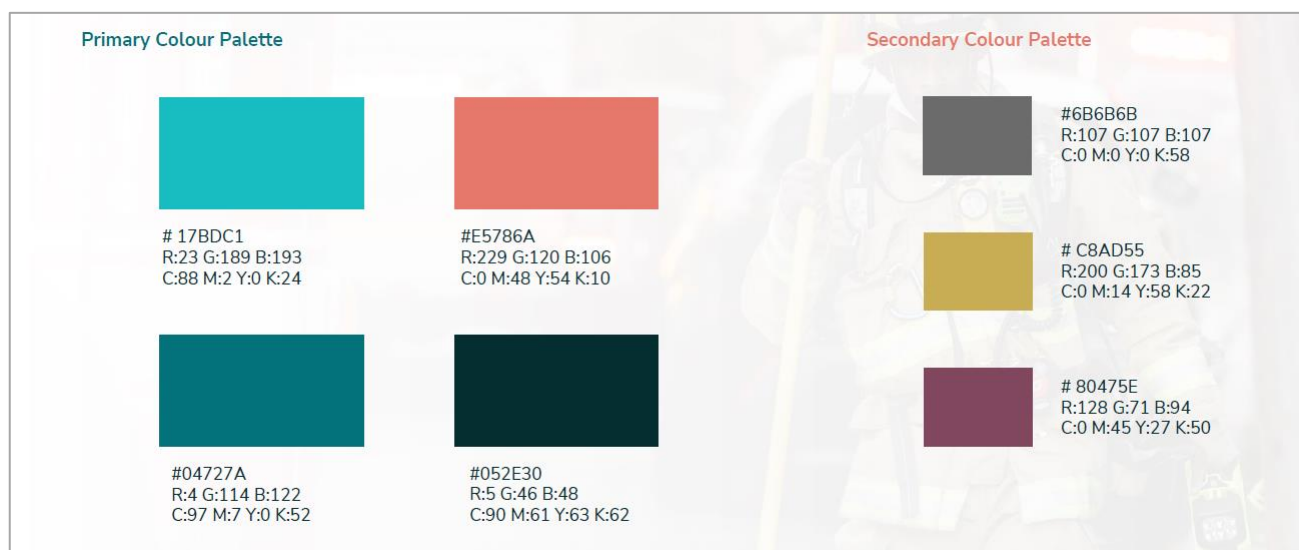 Primary Colour Palette
# 17BDC1
R:23 G:189 B:193
C:88 M:2 Y:0 K:24
#E5786A
R:229 G:120 B:106
C:0 M:48 Y:54 K:10
#04727A
R:4 G:114 B:122
C:97 M:7 Y:0 K:52
#052E30
R:5 G:46 B:48
C:90 M:61 Y:63 K:62
Secondary Colour Palette
#6B6B6B
R:107 G:107 B:107
C:0 M:0 Y:0 K:58
# C8AD55
R:200 G:173 B:85
C:0 M:14 Y:58 K:22
# 80475E
R:128 G:71 B:94
C:0 M:45 Y:27 K:50